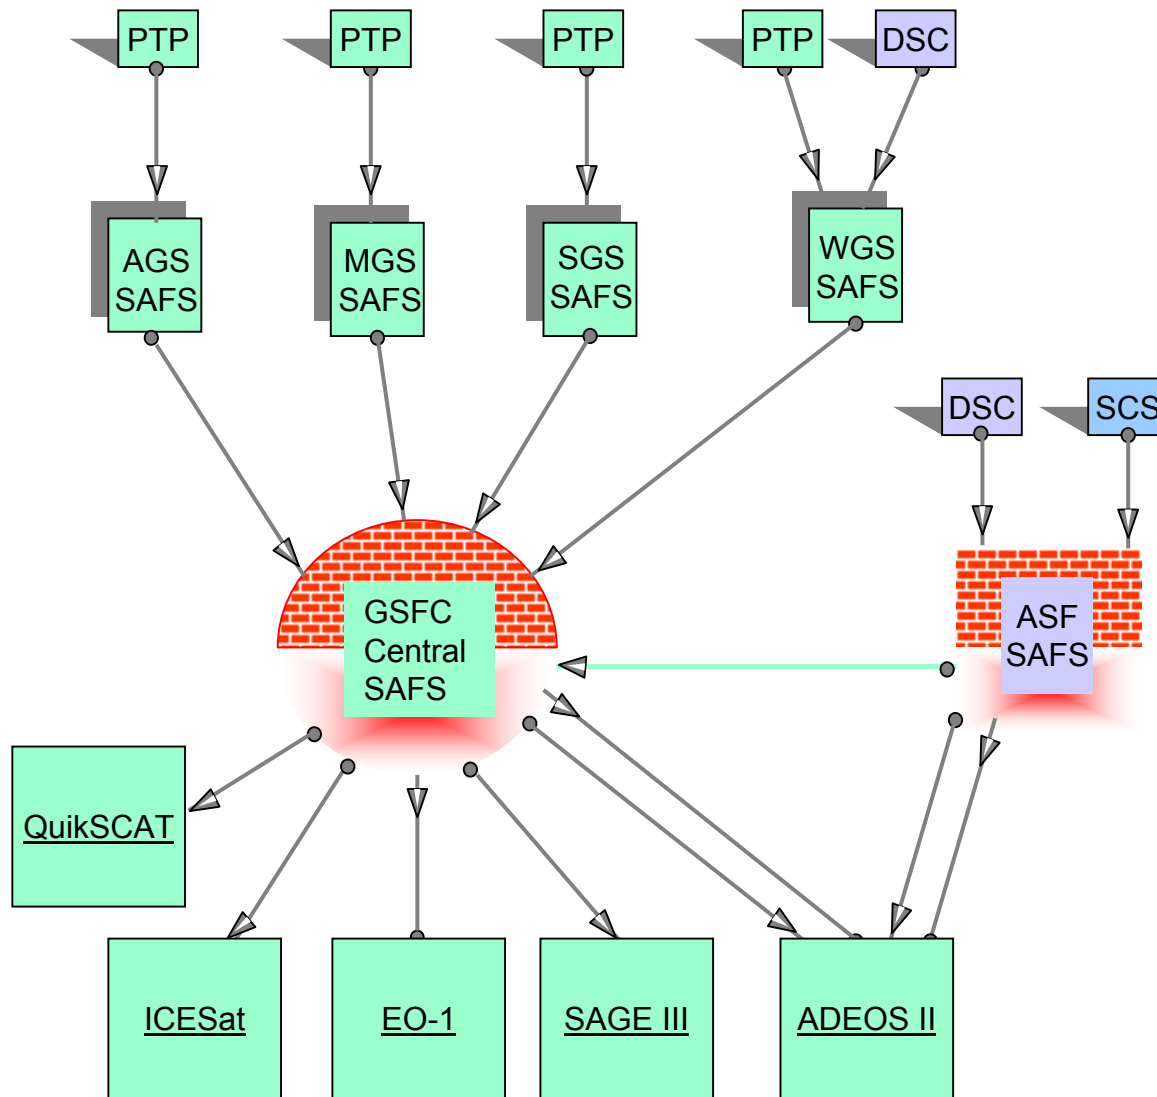 PTP
PTP
PTP
PTP
DSC
AGS
SAFS
MGS
SAFS
SGS
SAFS
WGS
SAFS
DSC
SCS
GSFC
Central
SAFS
ASF
SAFS
QuikSCAT
ICESat
EO-1
SAGE III
ADEOS II